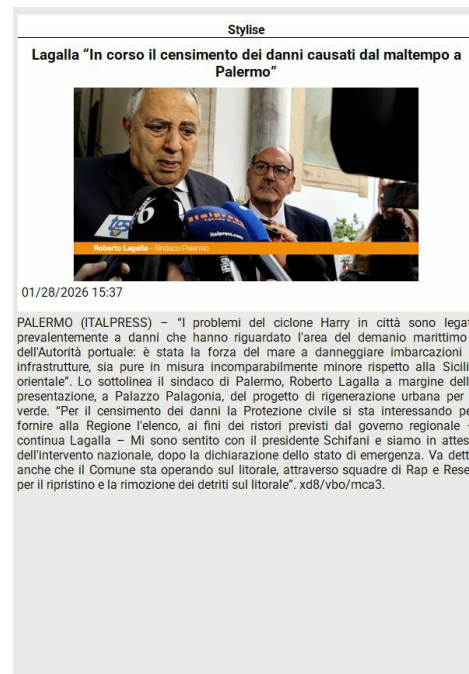 Stylise
Lagalla “In corso il censimento dei danni causati dal maltempo a
Palermo”
italpress
italpress.com
Roberto Lagalla - Sindaco Palermo
01/28/2026 15:37
PALERMO (ITALPRESS) – “I problemi del ciclone Harry in città sono legat
prevalentemente a danni che hanno riguardato l'area del demanio marittimo
dell'Autorità portuale: è stata la forza del mare a danneggiare imbarcazioni
infrastrutture, sia pure in misura incomparabilmente minore rispetto alla Sicili
orientale”. Lo sottolinea il sindaco di Palermo, Roberto Lagalla a margine dell
presentazione, a Palazzo Palagonia, del progetto di rigenerazione urbana per
verde. “Per il censimento dei danni la Protezione civile si sta interessando pe
fornire alla Regione l'elenco, ai fini dei ristori previsti dal governo regionale –
continua Lagalla – Mi sono sentito con il presidente Schifani e siamo in attes
dell'intervento nazionale, dopo la dichiarazione dello stato di emergenza. Va dett
anche che il Comune sta operando sul litorale, attraverso squadre di Rap e Rese
per il ripristino e la rimozione dei detriti sul litorale”. xd8/vbo/mca3.